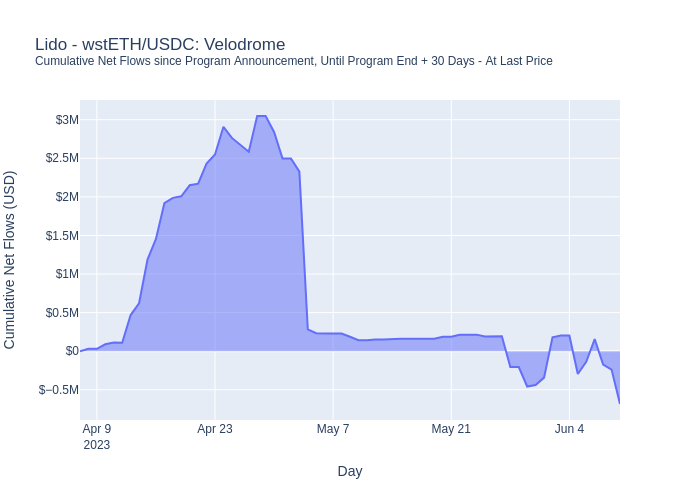 Lido - wstETH/USDC: Velodrome
Cumulative Net Flows since Program Announcement, Until Program End + 30 Days - At Last Price
Cumulative Net Flows (USD)
$3M
$2.5M
$2M
$1.5M
$1M
$0.5M
$0
$−0.5M
Apr 9
2023
Apr 23
May 7
May 21
Jun 4
Day